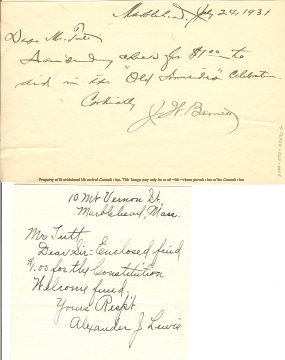 Marblehead, July 24, 1931
Dear Mr. Tutt
Am sending check for $1.00 to
aid in the "Old Ironsides" Celebration.
Cordially
J. W. Barnett
10 Mt Vernon St.
Marblehead, Mass.
Mr Tutt
Dear Sir:- Enclosed find
$1.00 for the Constitution
Welcome fund.
Yours Resp't
Alexander J. Lewis